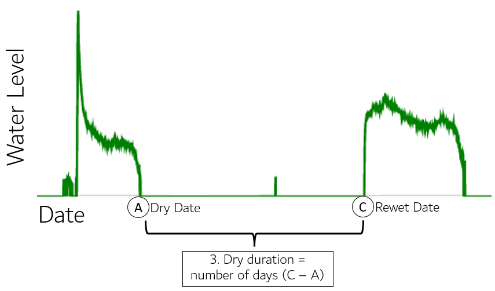 Water Level
Date
A Dry Date
C Rewet Date
3. Dry duration =
number of days (C – A)